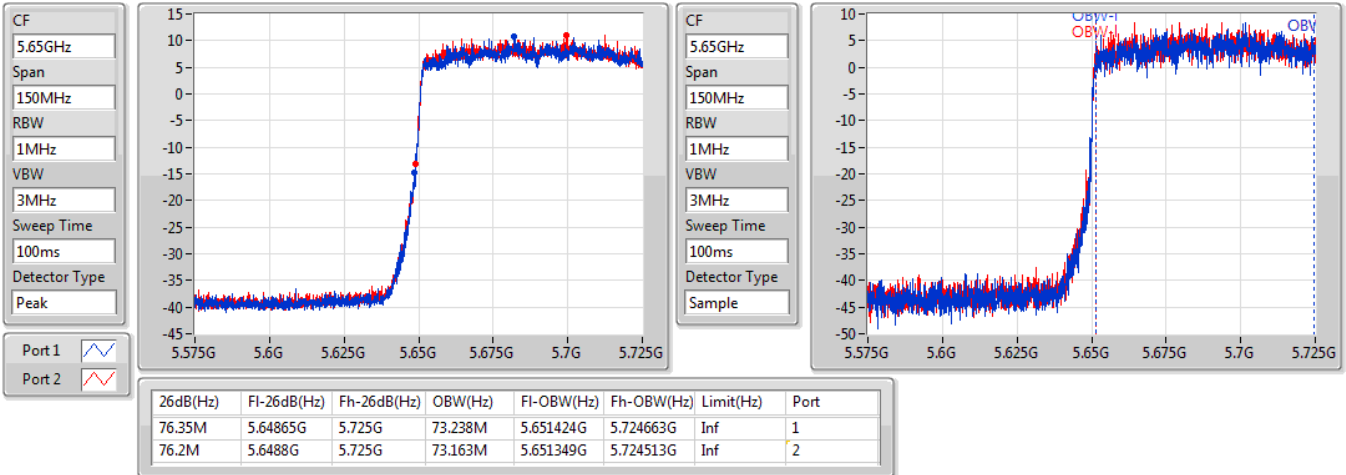 CF
5.65GHz
Span
150MHz
RBW
1MHz
VBW
3MHz
Sweep Time
100ms
Detector Type
Peak
Port 1
Port 2
15
10
5
0
-5
-10
-15
-20
-25
-30
-35
-40
-45
5.575G 5.6G 5.625G 5.65G 5.675G 5.7G 5.725G
CF
5.65GHz
Span
150MHz
RBW
1MHz
VBW
3MHz
Sweep Time
100ms
Detector Type
Sample
10
5
0
-5
-10
-15
-20
-25
-30
-35
-40
-45
-50
5.575G 5.6G 5.625G 5.65G 5.675G 5.7G 5.725G
26dB(Hz) Fl-26dB(Hz) Fh-26dB(Hz) OBW(Hz) Fl-OBW(Hz) Fh-OBW(Hz) Limit(Hz) Port
76.35M 5.64865G 5.725G 73.238M 5.651424G 5.724663G Inf 1
76.2M 5.6488G 5.725G 73.163M 5.651349G 5.724513G Inf 2